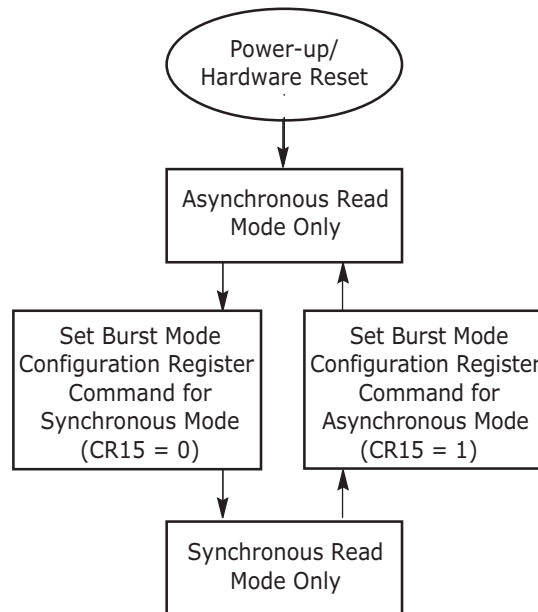 Power-up/
Hardware Reset
Asynchronous Read
Mode Only
Set Burst Mode
Configuration Register
Command for
Synchronous Mode
(CR15 = 0)
Set Burst Mode
Configuration Register
Command for
Asynchronous Mode
(CR15 = 1)
Synchronous Read
Mode Only